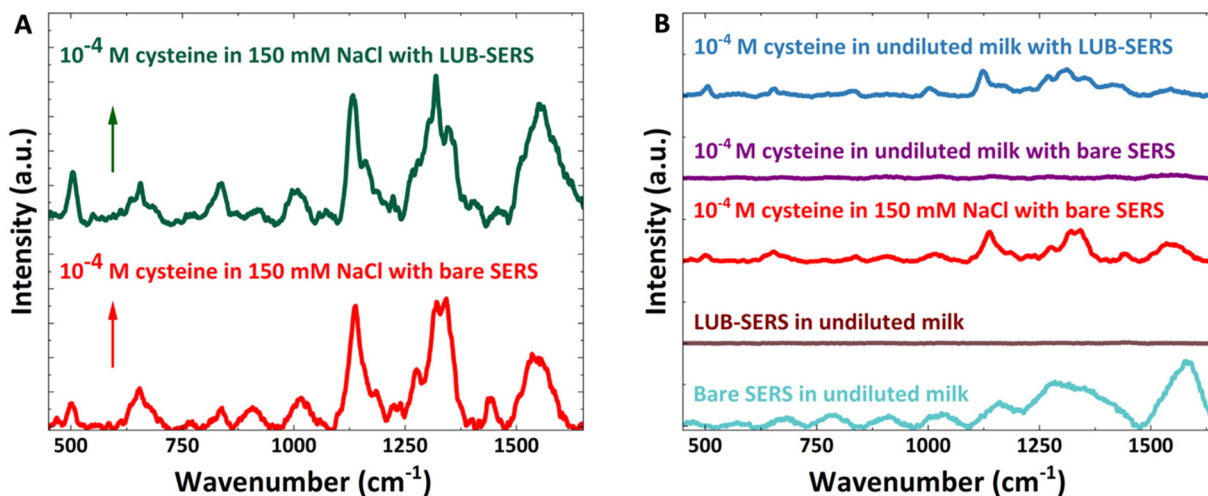 A
10⁻⁴ M cysteine in 150 mM NaCl with LUB-SERS
10⁻⁴ M cysteine in 150 mM NaCl with bare SERS
Intensity (a.u.)
500 750 1000 1250 1500
Wavenumber (cm⁻¹)
B
10⁻⁴ M cysteine in undiluted milk with LUB-SERS
10⁻⁴ M cysteine in undiluted milk with bare SERS
10⁻⁴ M cysteine in 150 mM NaCl with bare SERS
LUB-SERS in undiluted milk
Bare SERS in undiluted milk
Intensity (a.u.)
500 750 1000 1250 1500
Wavenumber (cm⁻¹)